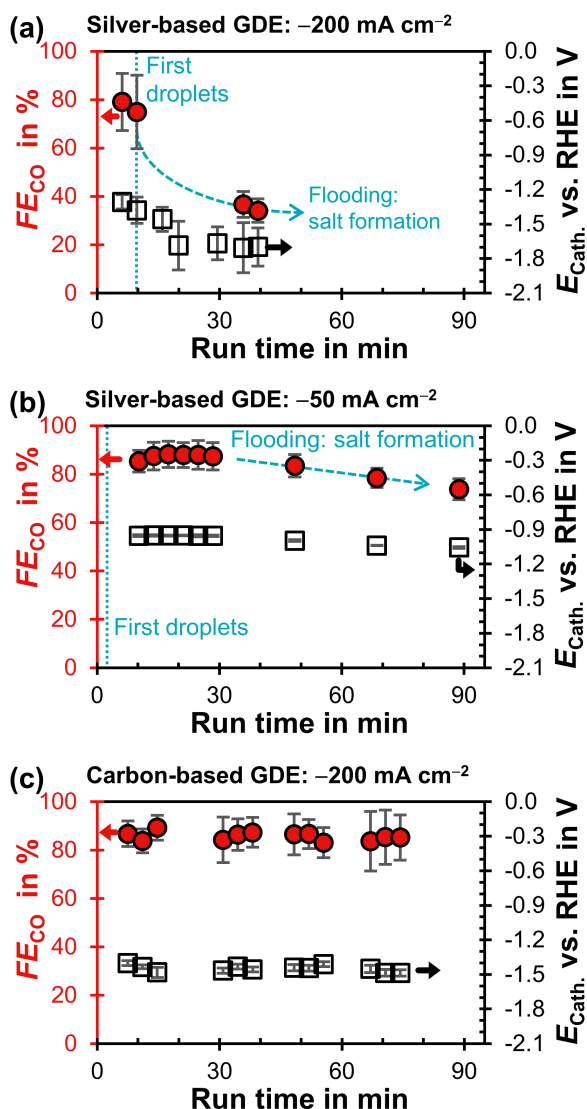 (a) Silver-based GDE: –200 mA cm⁻²
FE_CO in %
100
80
60
40
20
0
First
droplets
Flooding:
salt formation
0.0
-0.3
-0.6
-0.9
-1.2
-1.5
-1.8
-2.1
E_Cath. vs. RHE in V
0 30 60 90
Run time in min
(b) Silver-based GDE: –50 mA cm⁻²
FE_CO in %
100
80
60
40
20
0
Flooding: salt formation
First droplets
0.0
-0.3
-0.6
-0.9
-1.2
-1.5
-1.8
-2.1
E_Cath. vs. RHE in V
0 30 60 90
Run time in min
(c) Carbon-based GDE: –200 mA cm⁻²
FE_CO in %
100
80
60
40
20
0
0.0
-0.3
-0.6
-0.9
-1.2
-1.5
-1.8
-2.1
E_Cath. vs. RHE in V
0 30 60 90
Run time in min